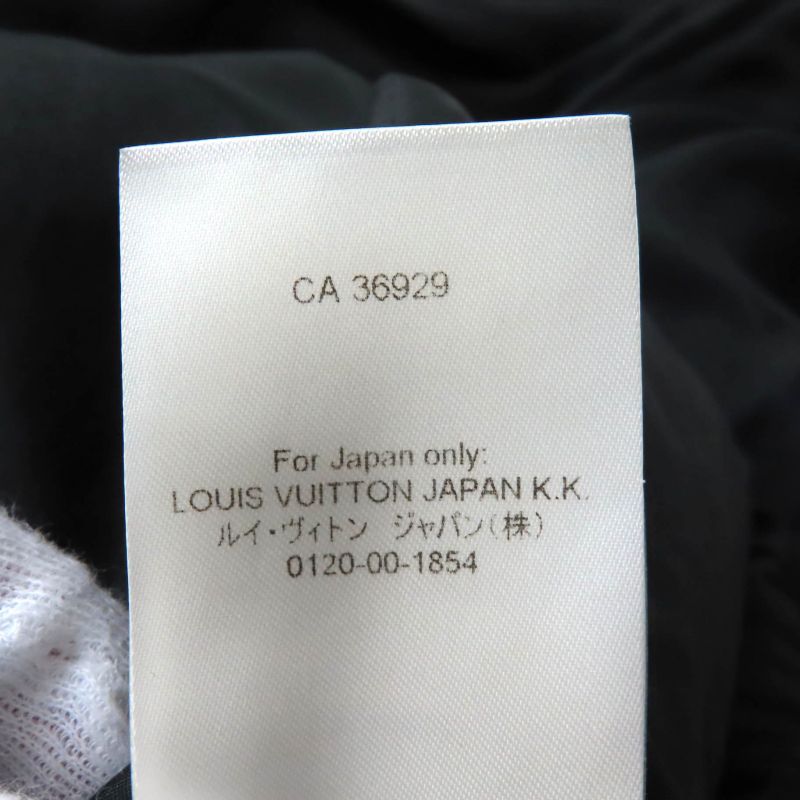 CA 36929
For Japan only:
LOUIS VUITTON JAPAN K.K.
ルイ・ヴィトン ジャパン(株)
0120-00-1854